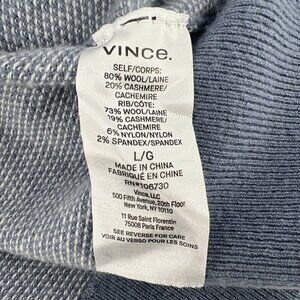 VINCE.
SELF/CORPS:
80% WOOL/LAINE
20% CASHMERE/
CACHEMIRE
RIB/CÔTE:
73% WOOL/LAINE
19% CASHMERE/
CACHEMIRE
6% NYLON/NYLON
2% SPANDEX/SPANDEX
L/G
MADE IN CHINA
FABRIQUÉ EN CHINE
RN#106730
Vince, LLC
500 Fifth Avenue, 20th Floor
New York, NY 10110
11 Rue Saint Florentin
75008 Paris France
SEE REVERSE FOR CARE
VOIR AU VERSO POUR LES SOINS